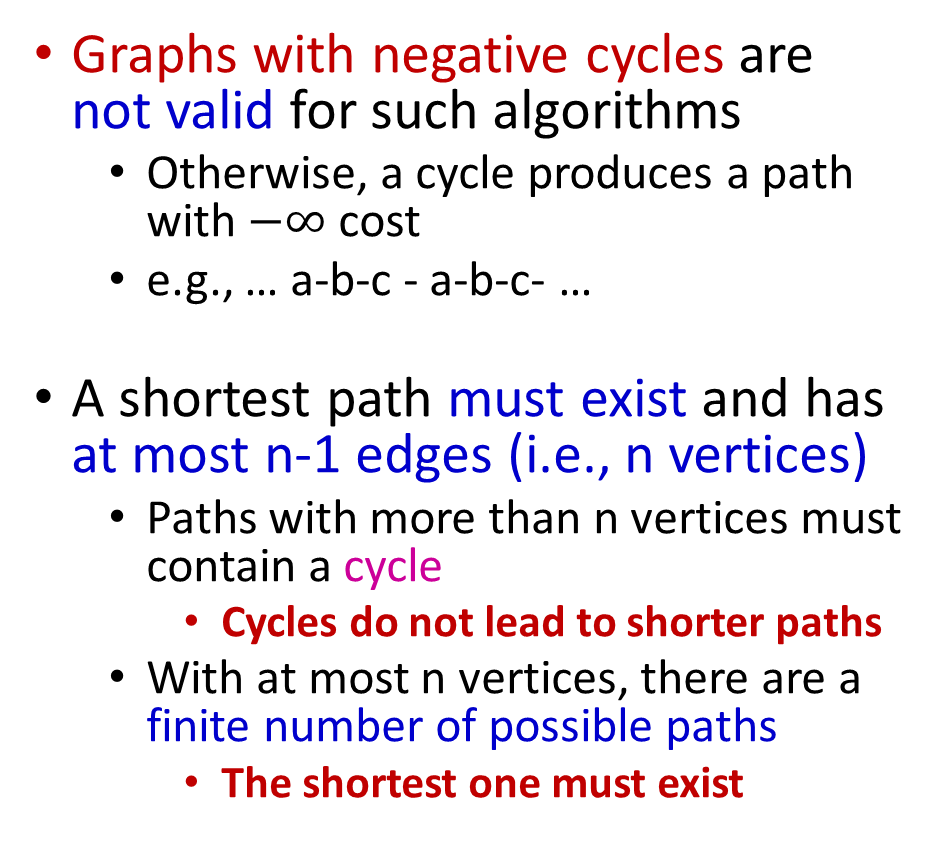 • Graphs with negative cycles are
not valid for such algorithms
• Otherwise, a cycle produces a path
with −∞ cost
• e.g., … a-b-c - a-b-c- …
• A shortest path must exist and has
at most n-1 edges (i.e., n vertices)
• Paths with more than n vertices must
contain a cycle
• Cycles do not lead to shorter paths
• With at most n vertices, there are a
finite number of possible paths
• The shortest one must exist